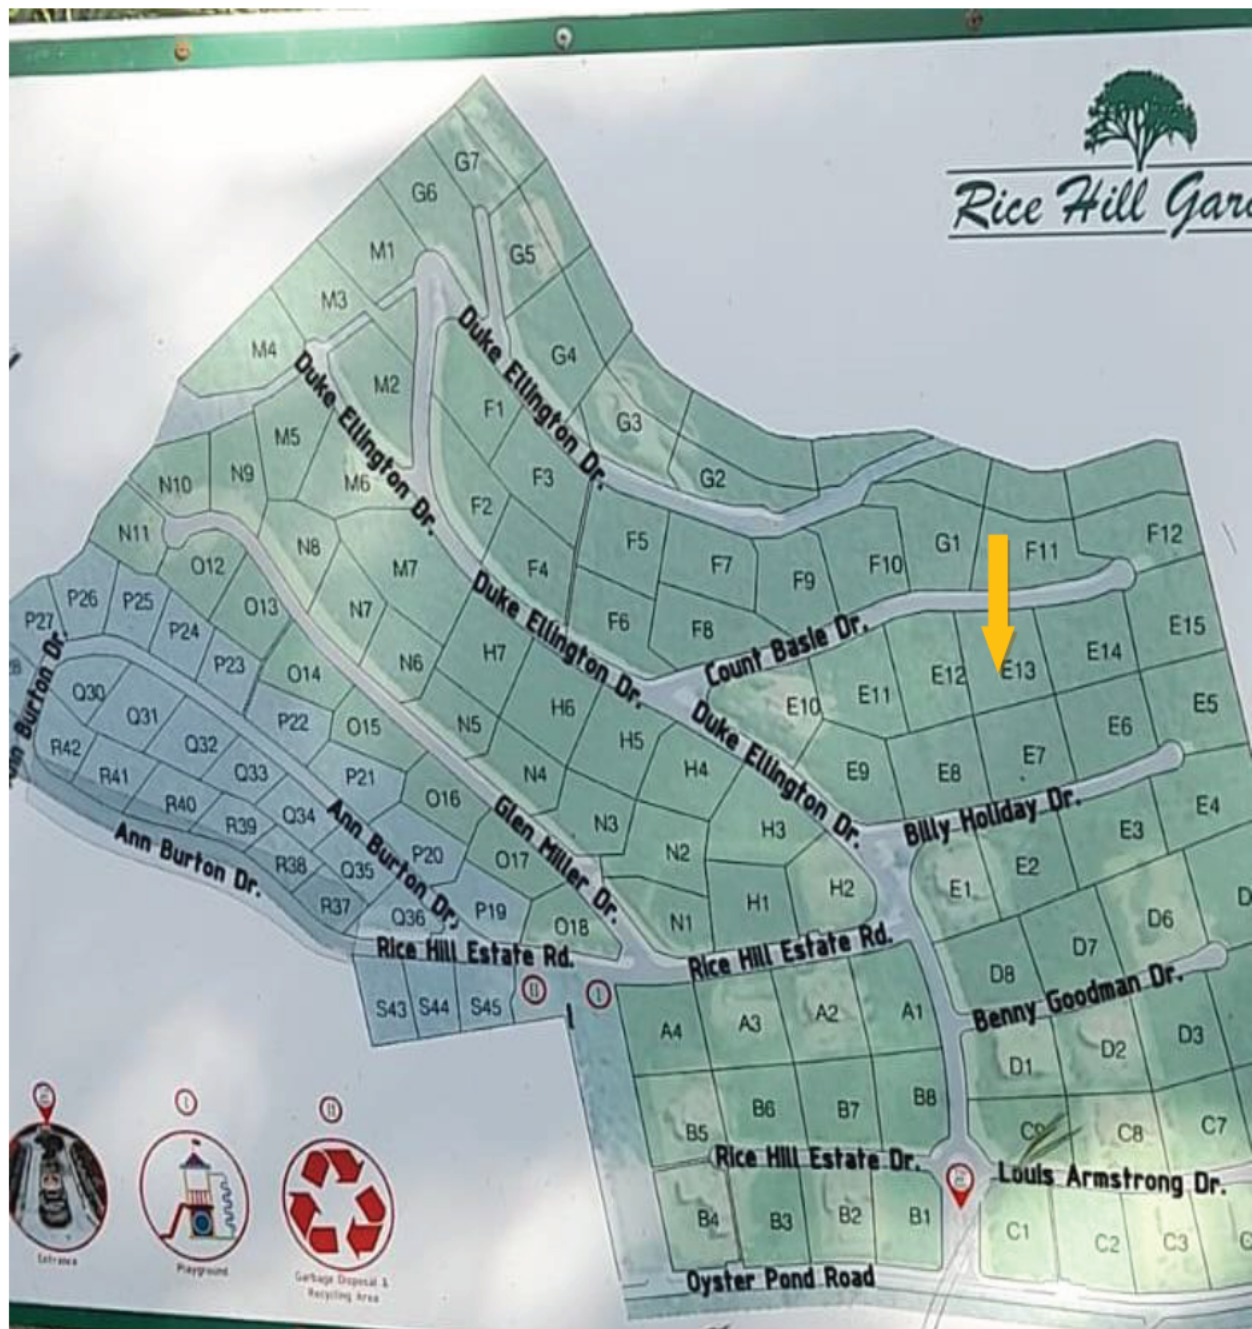 Rice Hill Gar
G7
G6
M1
G5
M3
Duke Ellington Dr.
M4
G4
Duke Ellington Dr.
M2
F1
G3
M5
N9
N10
M6
F3
G2
F2
N11
N8
F5
G1
F11
F12
O12
M7
F4
F7
F9
F10
P27
P26
P25
O13
N7
Duke Ellington Dr.
F6
F8
Count Basie Dr.
E15
P24
P23
O14
N6
H7
E12
E13
E14
Burton Dr.
Q30
Q31
P22
O15
N5
H6
H5
E10
E11
E5
Duke Ellington Dr.
R42
Q32
E6
R41
Q33
P21
N4
H4
E9
E8
E7
R40
Q34
O16
Glen Miller Dr.
N3
H3
Billy Holiday Dr.
E4
R39
Ann Burton Dr.
P20
O17
N2
E3
Ann Burton Dr.
R38
Q35
H2
E1
E2
R37
Q36
P19
O18
N1
H1
D6
D
Rice Hill Estate Rd.
Rice Hill Estate Rd.
D8
D7
S43
S44
S45
II
I
Benny Goodman Dr.
A4
A3
A2
A1
D1
D2
D3
B5
B6
B7
B8
C8
C7
Rice Hill Estate Dr.
Louis Armstrong Dr.
B4
B3
B2
B1
C1
C2
C3
C
Oyster Pond Road
I
II
Entrance
Playground
Garbage Disposal &
Recycling Area